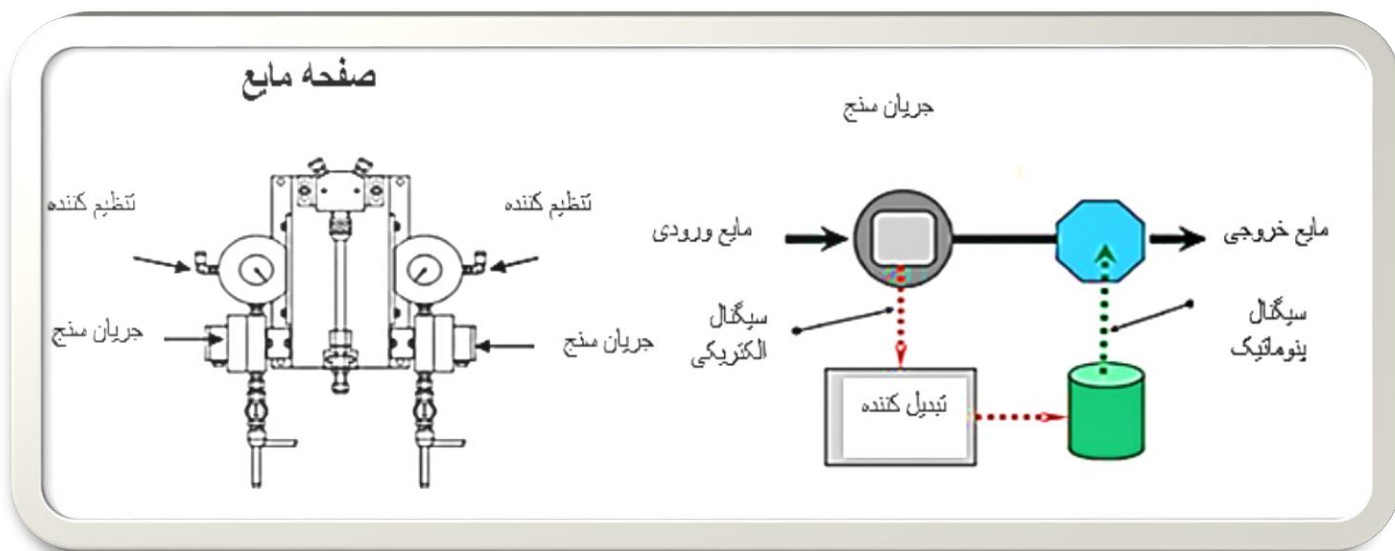 صفحه مایع
جریان سنج
تنظیم کننده
تنظیم کننده
مایع ورودی
مایع خروجی
جریان سنج
جریان سنج
سیگنال
الکتریکی
سیگنال
پنوماتیک
تبدیل کننده